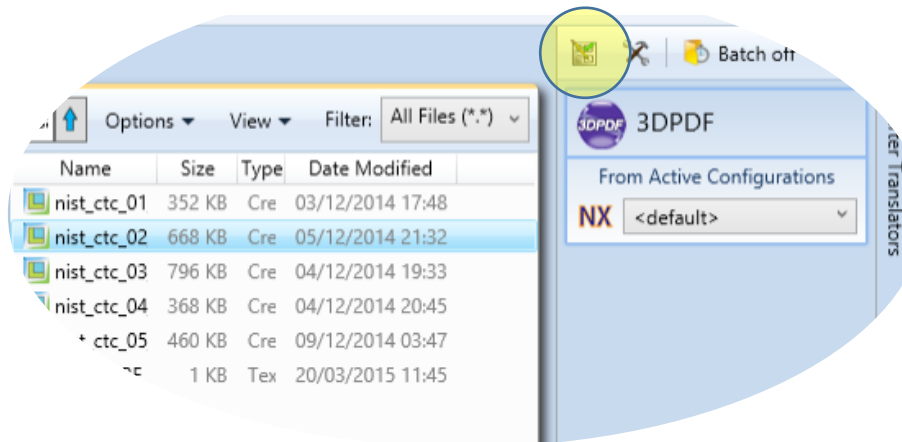 Batch off
Options View Filter: All Files (*.*)
3DPDF 3DPDF
Name Size Type Date Modified
From Active Configurations
nist_ctc_01 352 KB Cre 03/12/2014 17:48
NX <default>
nist_ctc_02 668 KB Cre 05/12/2014 21:32
nist_ctc_03 796 KB Cre 04/12/2014 19:33
nist_ctc_04 368 KB Cre 04/12/2014 20:45
ctc_05 460 KB Cre 09/12/2014 03:47
1 KB Tex 20/03/2015 11:45
Translators